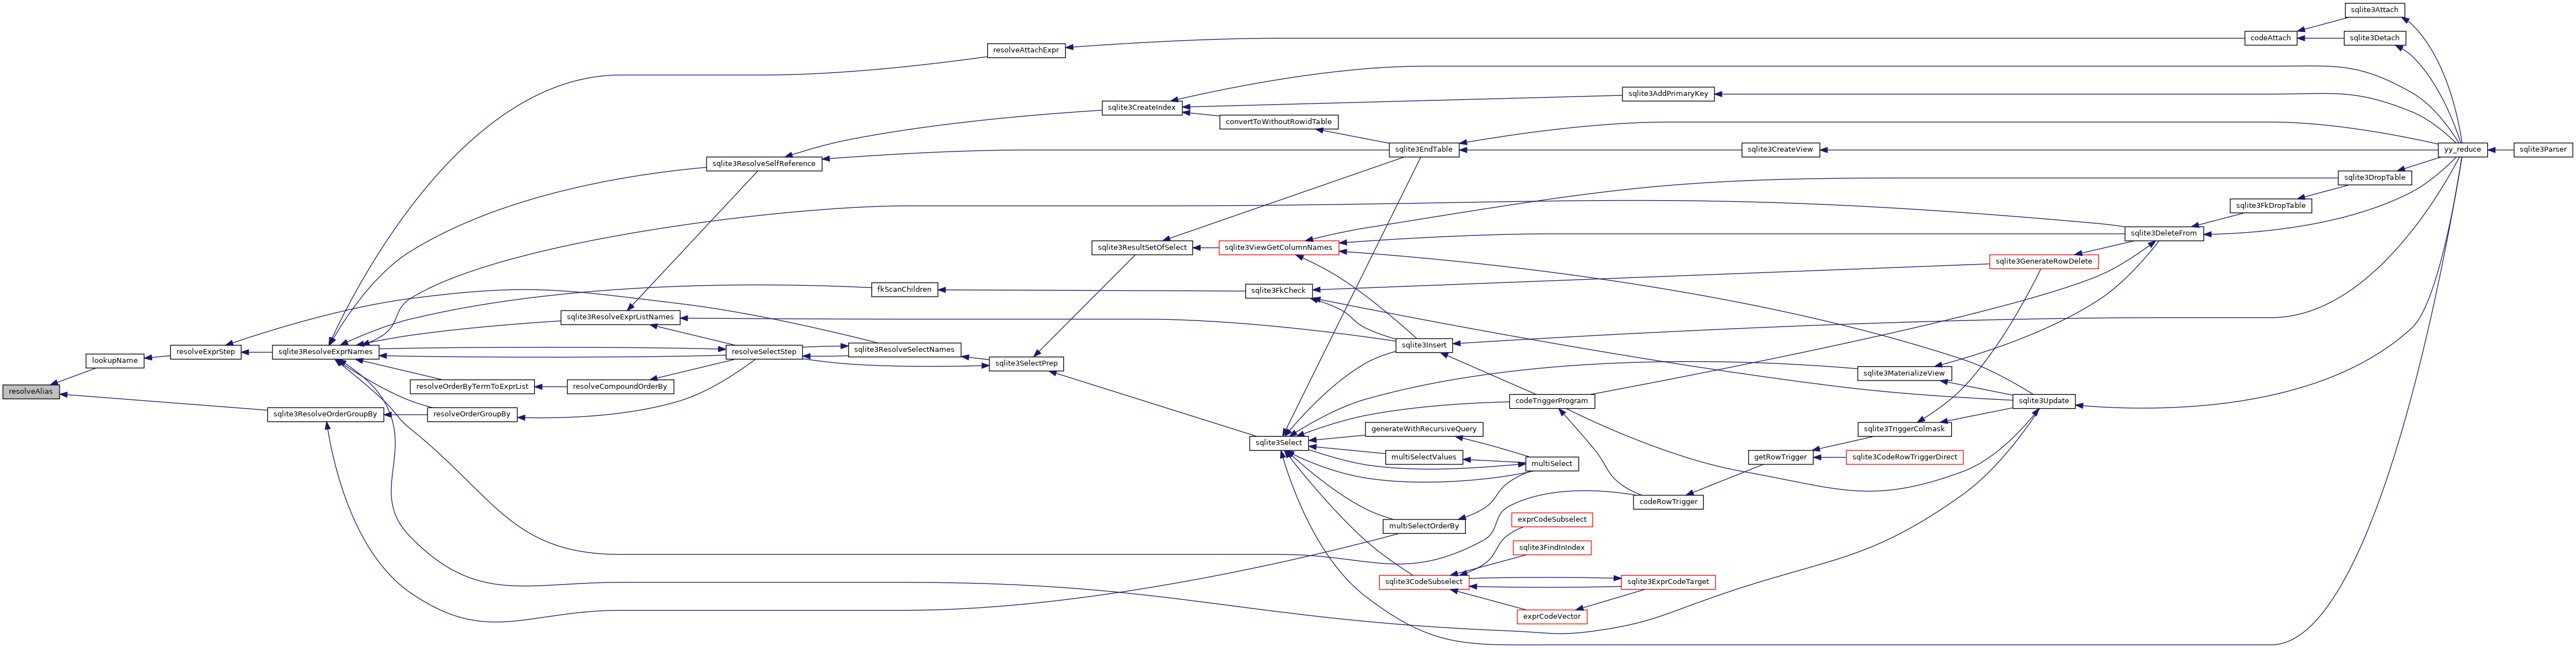 resolveAlias
lookupName
sqlite3ResolveOrderGroupBy
resolveExprStep
sqlite3ResolveExprNames
resolveOrderByTermToExprList
resolveOrderGroupBy
resolveCompoundOrderBy
sqlite3ResolveExprListNames
sqlite3ResolveSelfReference
resolveSelectStep
sqlite3ResolveSelectNames
fkScanChildren
resolveAttachExpr
sqlite3SelectPrep
sqlite3CreateIndex
sqlite3ResultSetOfSelect
convertToWithoutRowidTable
sqlite3ViewGetColumnNames
sqlite3FkCheck
sqlite3Select
sqlite3EndTable
sqlite3Insert
generateWithRecursiveQuery
multiSelectValues
multiSelectOrderBy
sqlite3CodeSubselect
codeTriggerProgram
multiSelect
exprCodeSubselect
sqlite3FindInIndex
exprCodeVector
sqlite3AddPrimaryKey
codeRowTrigger
sqlite3ExprCodeTarget
sqlite3CreateView
getRowTrigger
sqlite3MaterializeView
sqlite3TriggerColmask
sqlite3CodeRowTriggerDirect
sqlite3GenerateRowDelete
sqlite3Update
sqlite3DeleteFrom
codeAttach
sqlite3FkDropTable
sqlite3Attach
sqlite3Detach
sqlite3DropTable
yy_reduce
sqlite3Parser